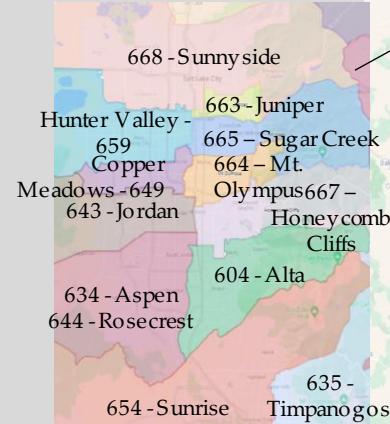 668 - Sunnyside
663 - Juniper
Hunter Valley -
659
665 – Sugar Creek
Copper
Meadows - 649
664 – Mt.
Olympus
667 –
Honeycomb
Cliffs
643 - Jordan
604 - Alta
634 - Aspen
644 - Rosecrest
635 -
Timpanogos
654 - Sunrise